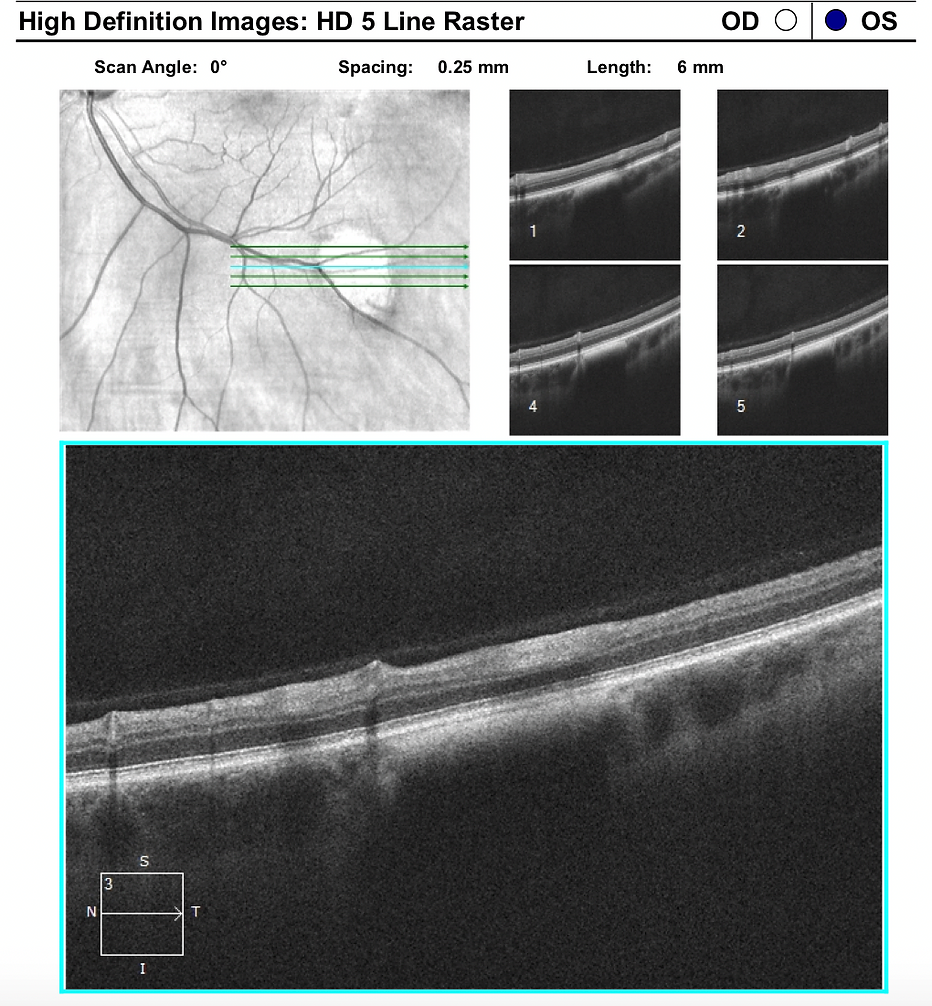 High Definition Images: HD 5 Line Raster OD OS
Scan Angle: 0° Spacing: 0.25 mm Length: 6 mm
1 2
4 5
S
3
N T
I